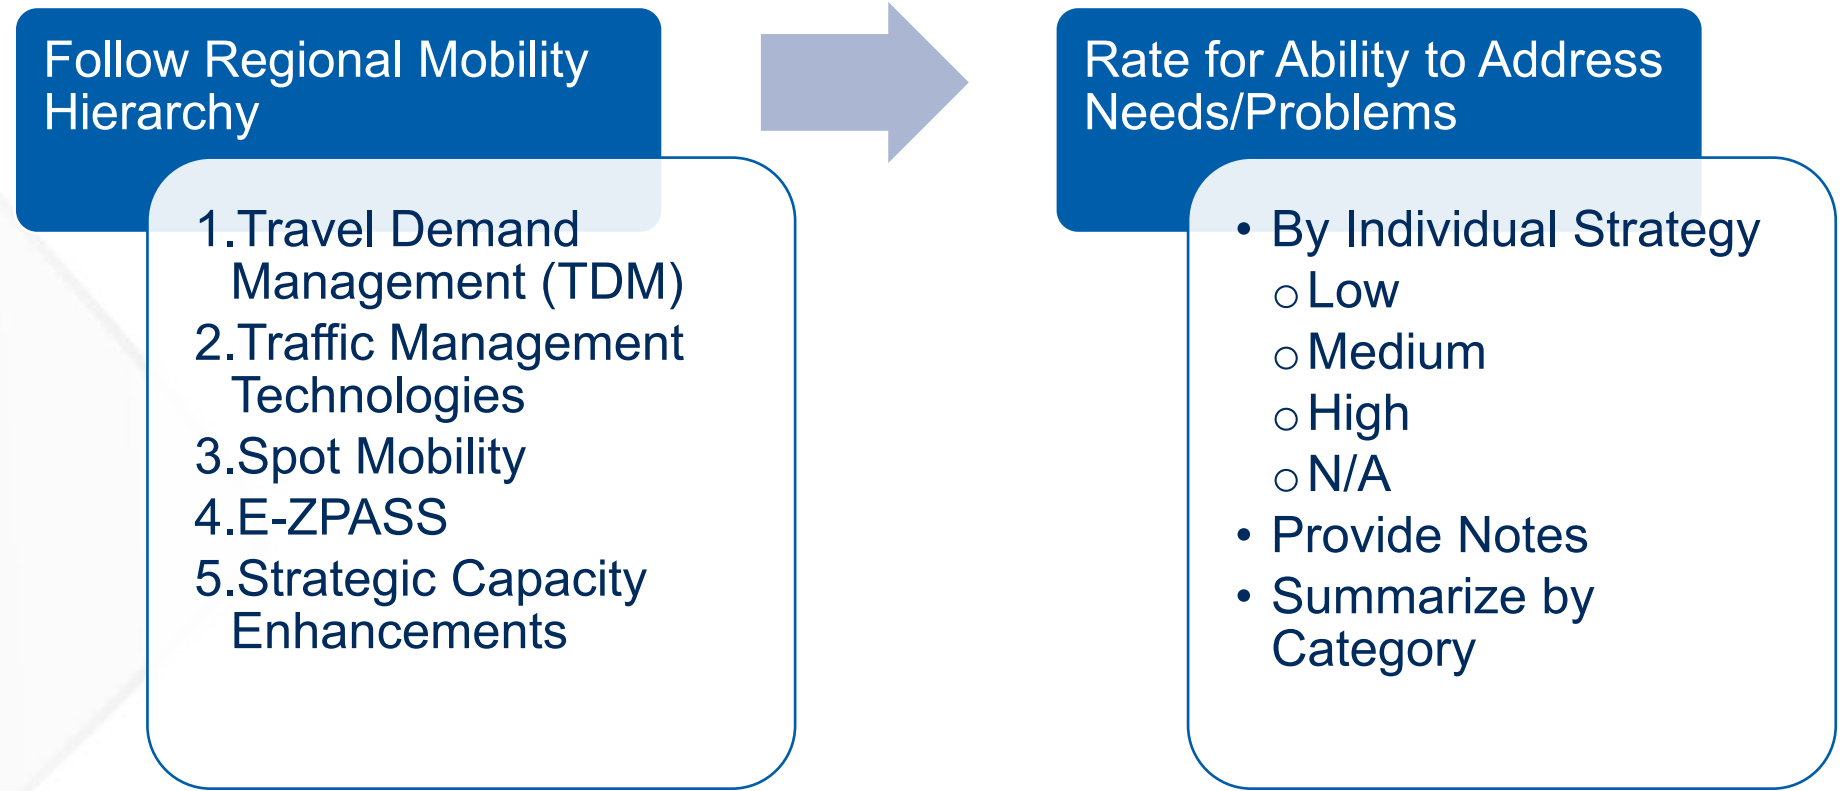 Follow Regional Mobility
Hierarchy
1.Travel Demand
Management (TDM)
2.Traffic Management
Technologies
3.Spot Mobility
4.E-ZPASS
5.Strategic Capacity
Enhancements
Rate for Ability to Address
Needs/Problems
• By Individual Strategy
o Low
o Medium
o High
o N/A
• Provide Notes
• Summarize by
Category